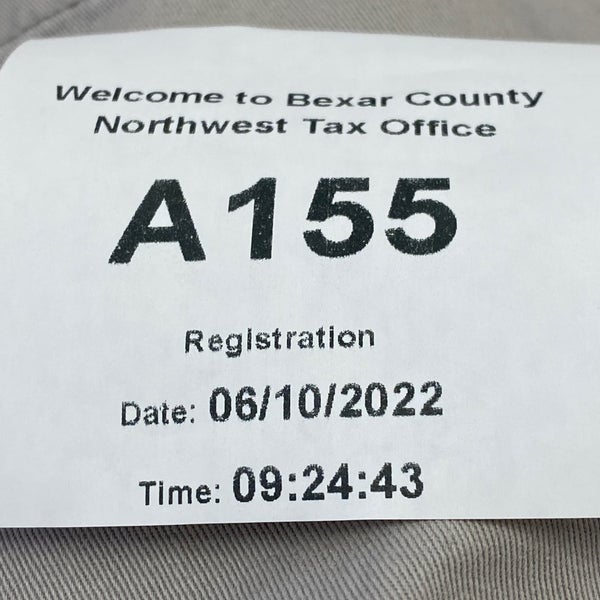 Welcome to Bexar County
Northwest Tax Office
A155
Registration
Date: 06/10/2022
Time: 09:24:43